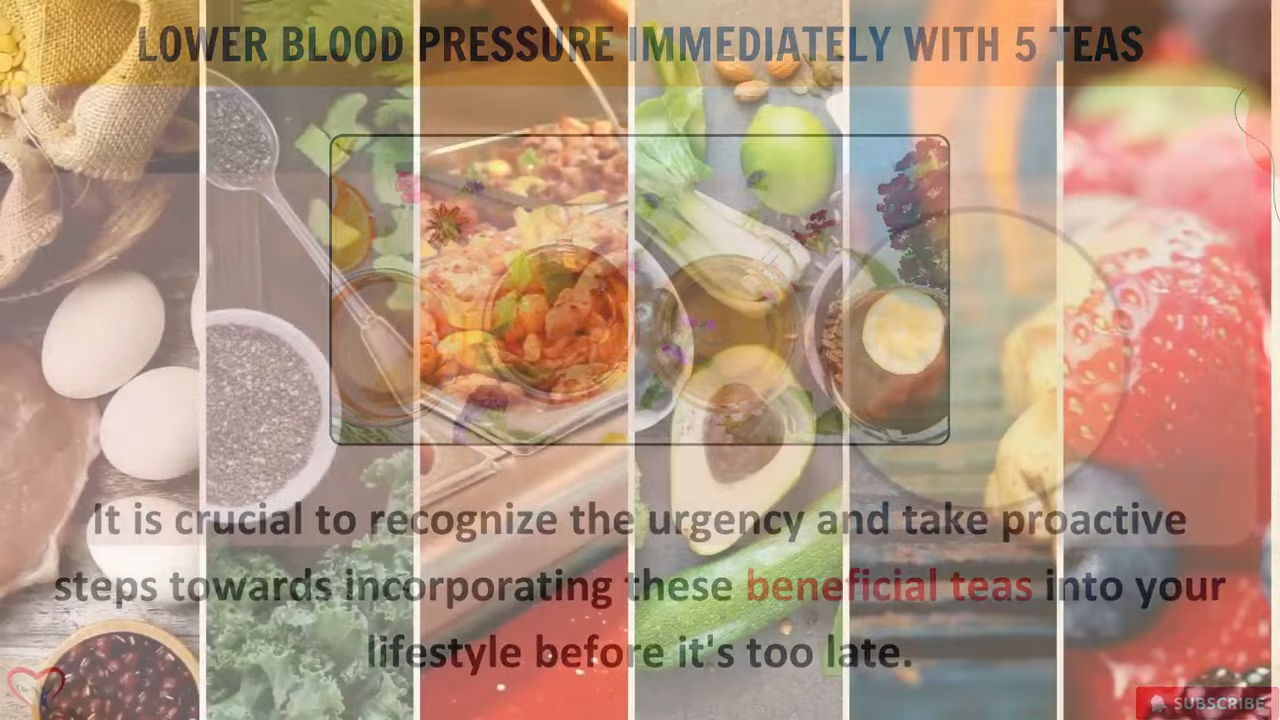 LOWER BLOOD PRESSURE IMMEDIATELY WITH 5 TEAS
It is crucial to recognize the urgency and take proactive
steps towards incorporating these beneficial teas into your
lifestyle before it's too late.
SUBSCRIBE